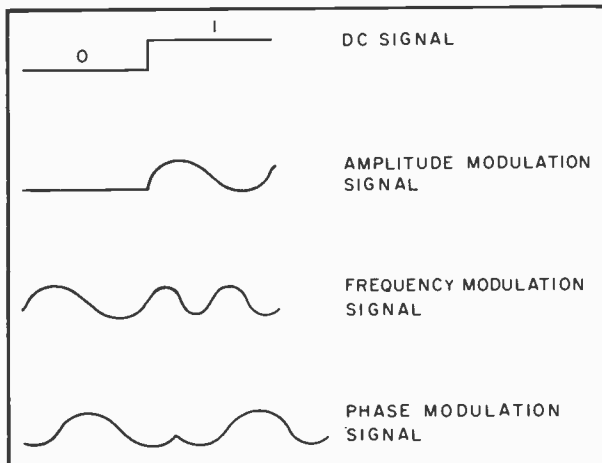 0
1
DC SIGNAL
AMPLITUDE MODULATION
SIGNAL
FREQUENCY MODULATION
SIGNAL
PHASE MODULATION
SIGNAL